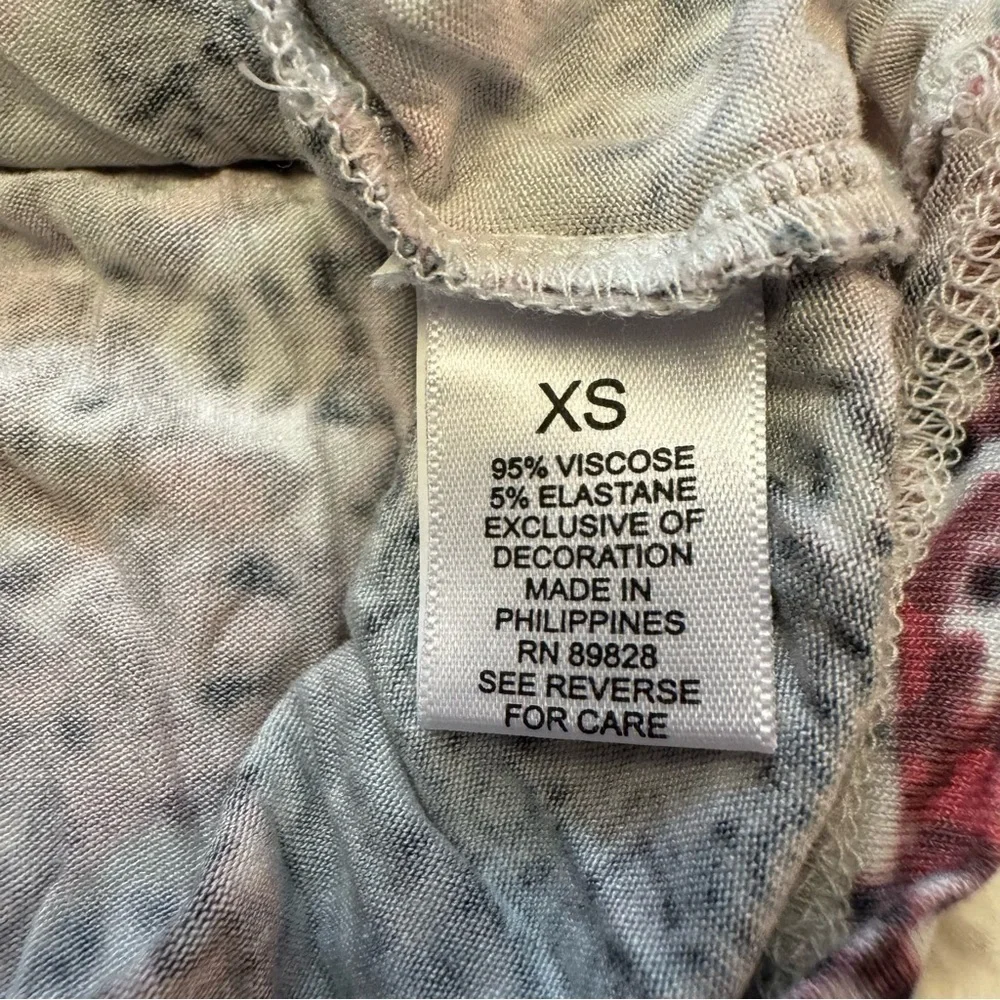 XS
95% VISCOSE
5% ELASTANE
EXCLUSIVE OF
DECORATION
MADE IN
PHILIPPINES
RN 89828
SEE REVERSE
FOR CARE